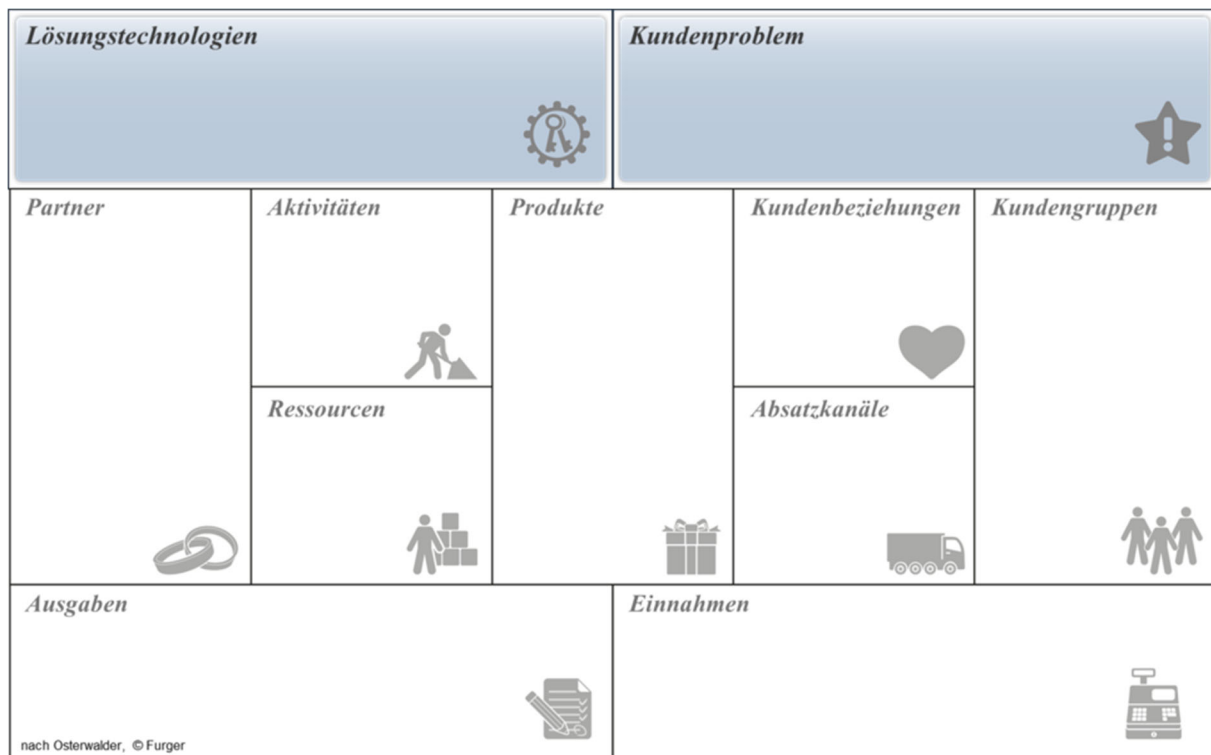 Lösungstechnologien
Kundenproblem
Partner
Aktivitäten
Produkte
Kundenbeziehungen
Kundengruppen
Ressourcen
Absatzkanäle
Ausgaben
Einnahmen
nach Osterwalder, © Furger